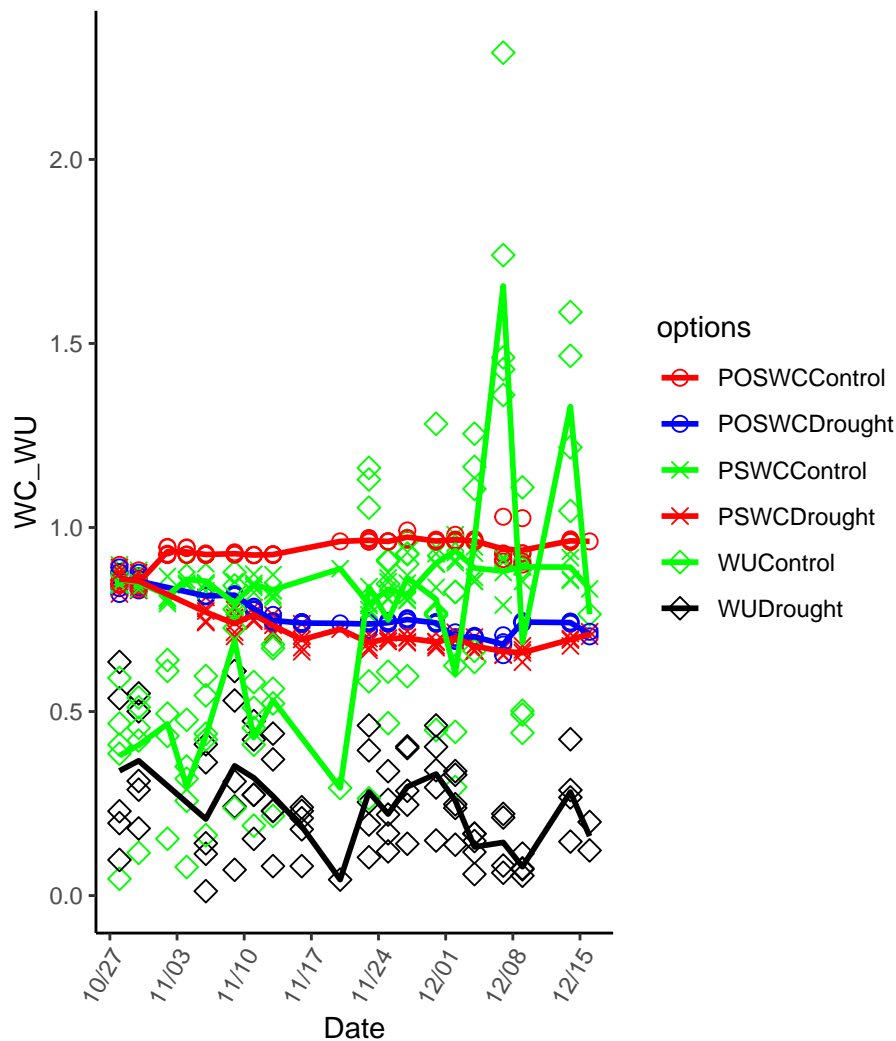 2.0
1.5
1.0
0.5
0.0
WC_WU
10/27
11/03
11/10
11/17
11/24
12/01
12/08
12/15
Date
options
POSWCControl
POSWCDrought
PSWCControl
PSWCDrought
WUControl
WUDrought